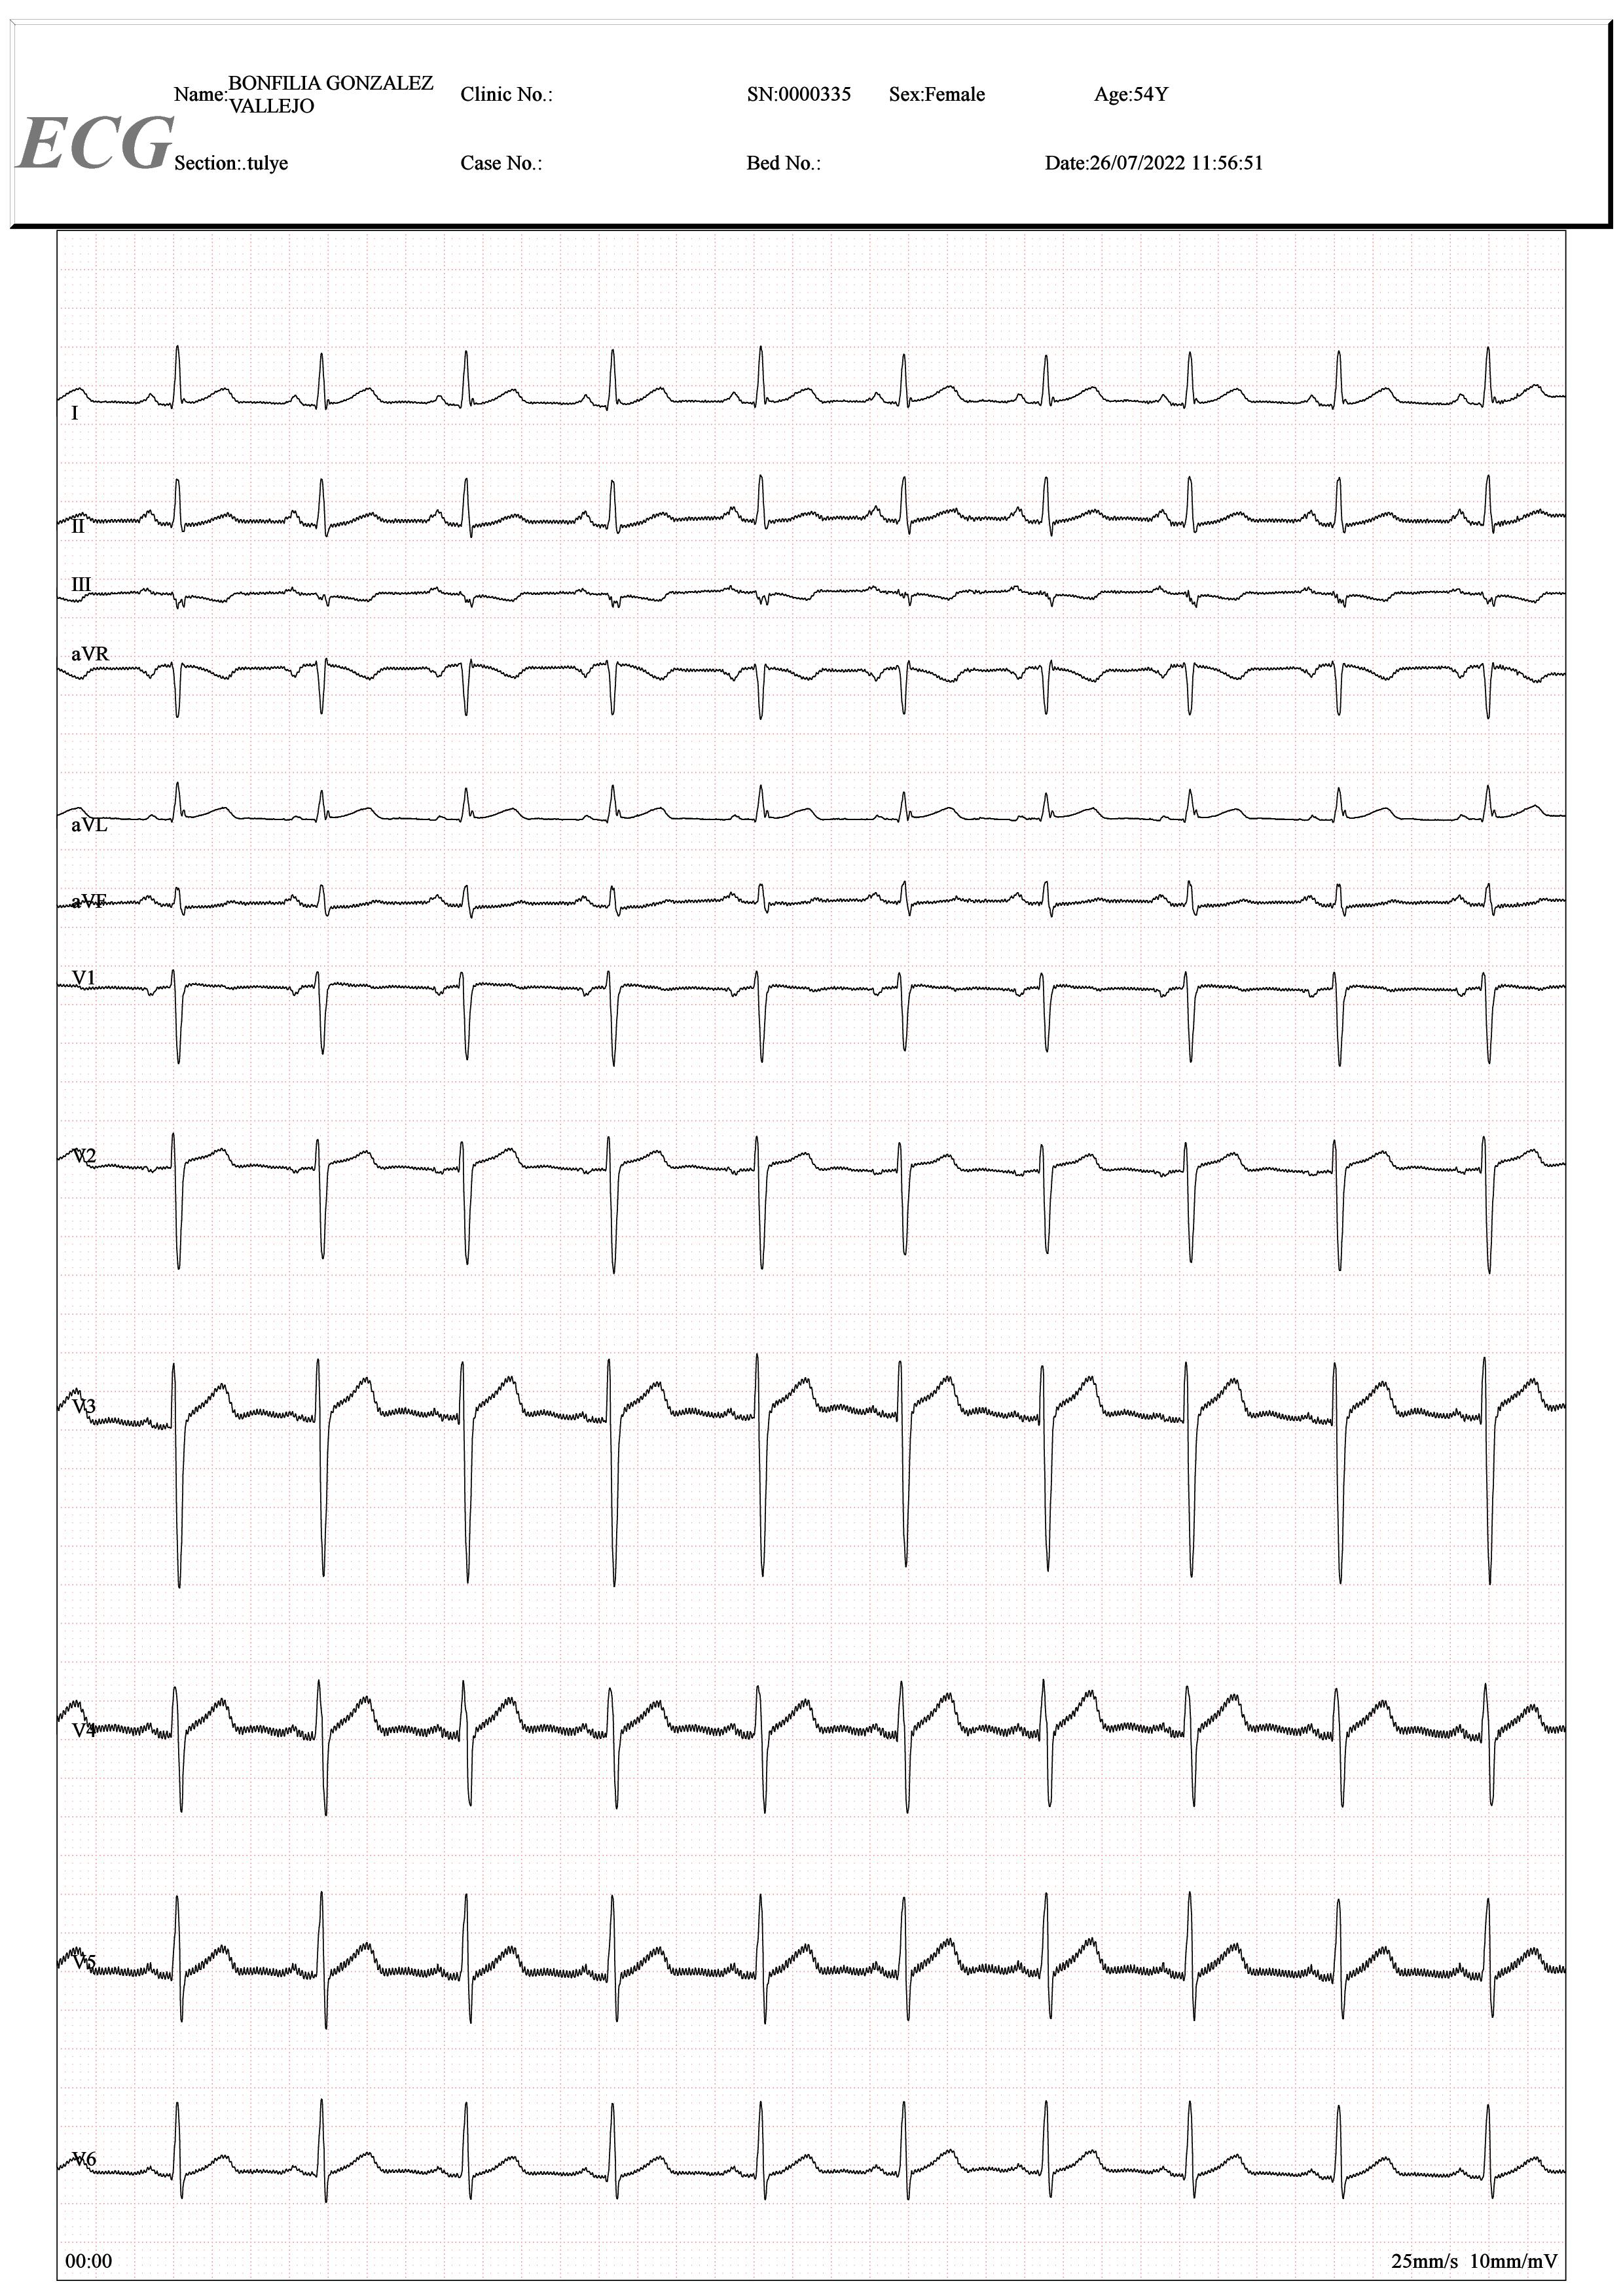 ECG
Name:BONFILIA GONZALEZ VALLEJO Clinic No.: SN:0000335 Sex:Female Age:54Y
Section:.tulye Case No.: Bed No.: Date:26/07/2022 11:56:51
I
II
III
aVR
aVL
aVF
V1
V2
V3
V4
V5
V6
00:00 25mm/s 10mm/mV